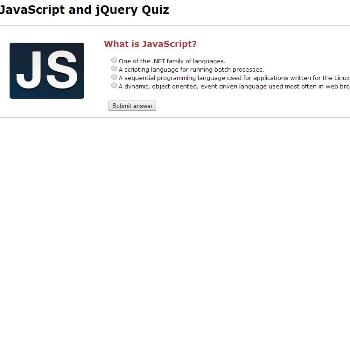 JavaScript and jQuery Quiz
JS
What is JavaScript?
One of the .NET family of languages.
A scripting language for running batch processes.
A sequential programming language used for applications written for the Linux
A dynamic, object oriented, event driven language used most often in web bro
Submit answer